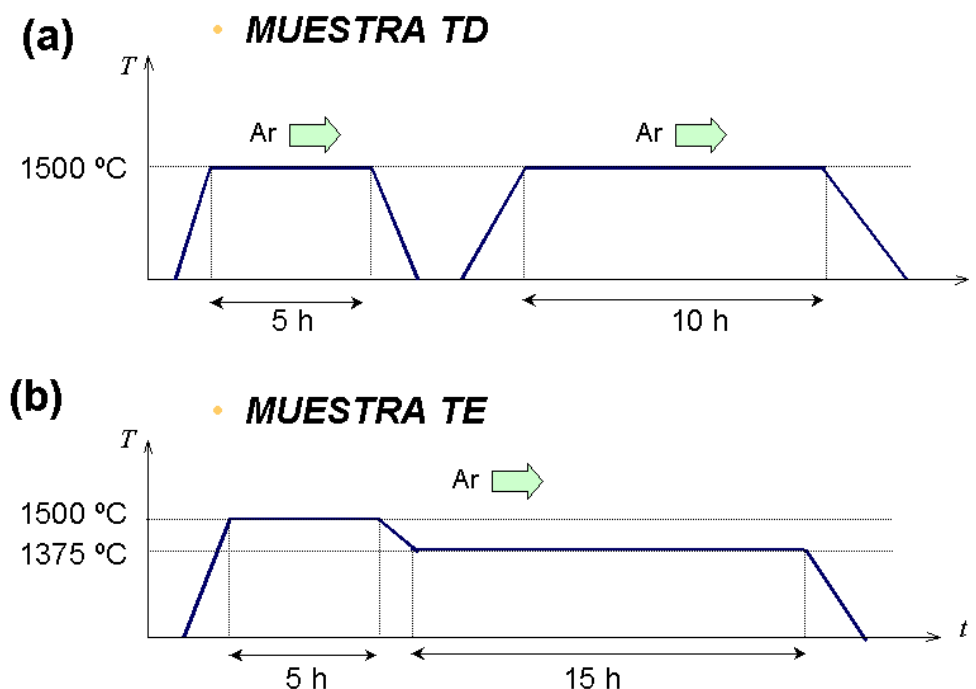 (a)
• MUESTRA TD
T
Ar
Ar
1500 ºC
5 h
10 h
(b)
• MUESTRA TE
T
Ar
1500 ºC
1375 ºC
t
5 h
15 h